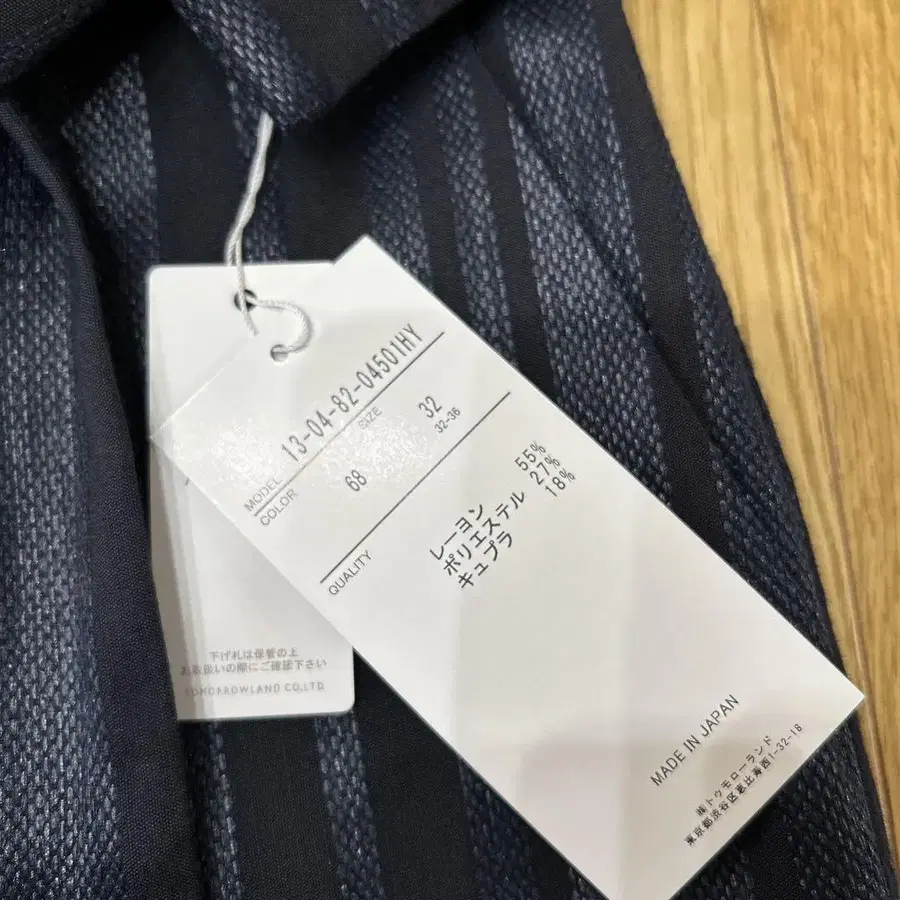 MODEL 13-04-82-04501HY
COLOR 68 SIZE 32
32-36
QUALITY
レーヨン 55%
ポリエステル 27%
キュプラ 18%
MADE IN JAPAN
㈱トゥモローランド
東京都渋谷区恵比寿西1-32-18
下げ札は保管の上
お取扱いの際にご確認下さい
TOMORROWLAND CO.,LTD